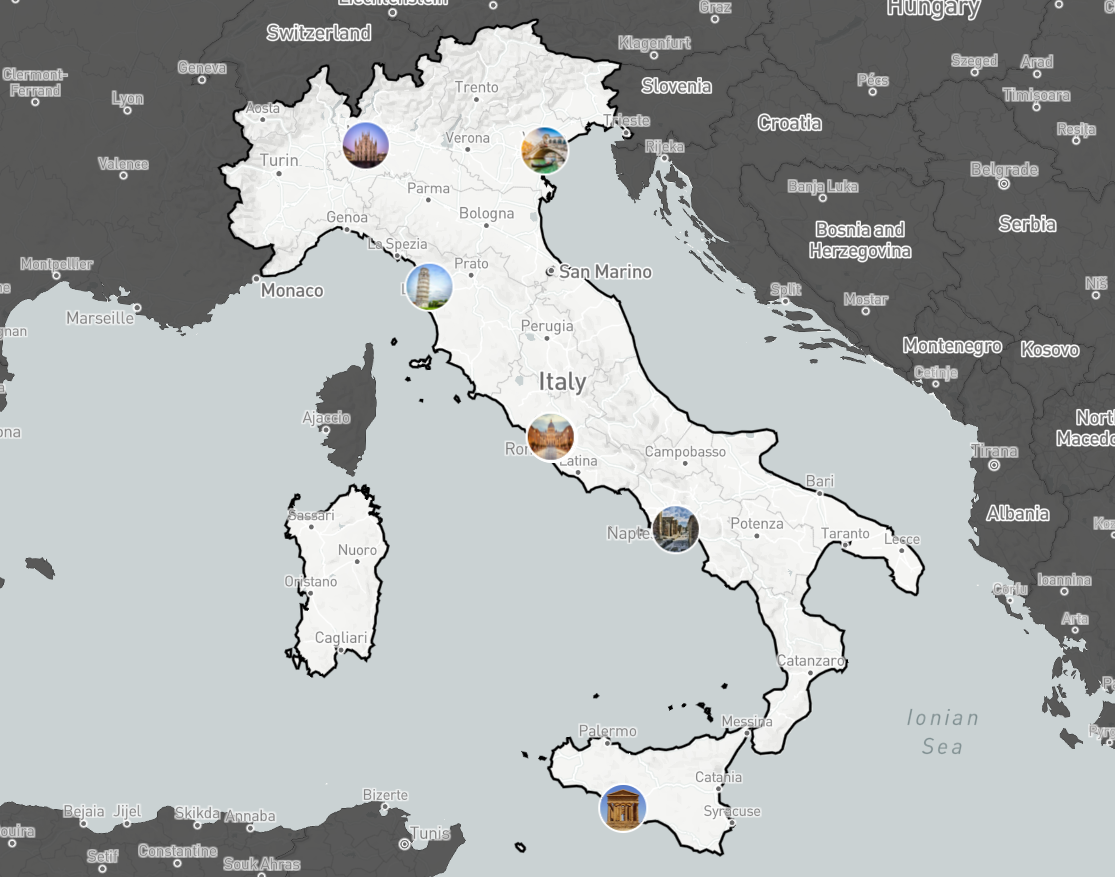 Liechtenstein
Hungary
Graz
Switzerland
Klagenfurt
Szeged
Arad
Geneva
Clermont-
Ferrand
Trento
Slovenia
Pécs
Timișoara
Lyon
Aosta
Trieste
Croatia
Reșița
Verona
Rijeka
Turin
Valence
Belgrade
Parma
Banja Luka
Genoa
Bologna
Bosnia and
Herzegovina
Serbia
La Spezia
Montpellier
Prato
San Marino
Monaco
Split
Niš
Mostar
Marseille
Perugia
Montenegro
Kosovo
Cetinje
Italy
Ajaccio
North
Macedo
Rom
Latina
Campobasso
Tirana
Bari
Sassari
Albania
Naples
Potenza
Taranto
Lecce
Nuoro
Oristano
Corfu
Ioannina
Arta
Cagliari
Catanzaro
Ionian
Sea
Messina
Palermo
Catania
Bizerte
Syracuse
Bejaia
Jijel
Skikda
Annaba
Tunis
ouira
Setif
Constantine
Souk Ahras